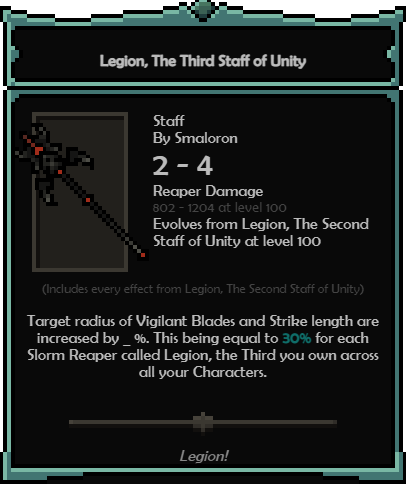 Legion, The Third Staff of Unity
Staff
By Smaloron
2 - 4
Reaper Damage
802 - 1204 at level 100
Evolves from Legion, The Second
Staff of Unity at level 100
(Includes every effect from Legion, The Second Staff of Unity)
Target radius of Vigilant Blades and Strike length are
increased by _ %. This being equal to 30% for each
Slorm Reaper called Legion, the Third you own across
all your Characters.
Legion!